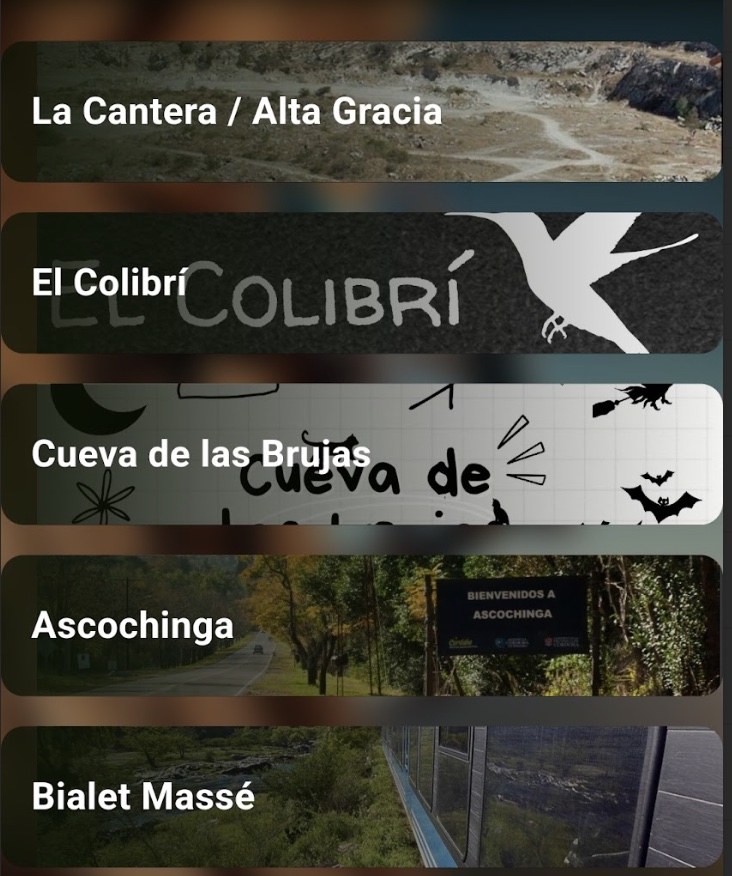 La Cantera / Alta Gracia
El Colibrí
EL COLIBRÍ
Cueva de las Brujas
Cueva de
Ascochinga
BIENVENIDOS A
ASCOCHINGA
Bialet Massé